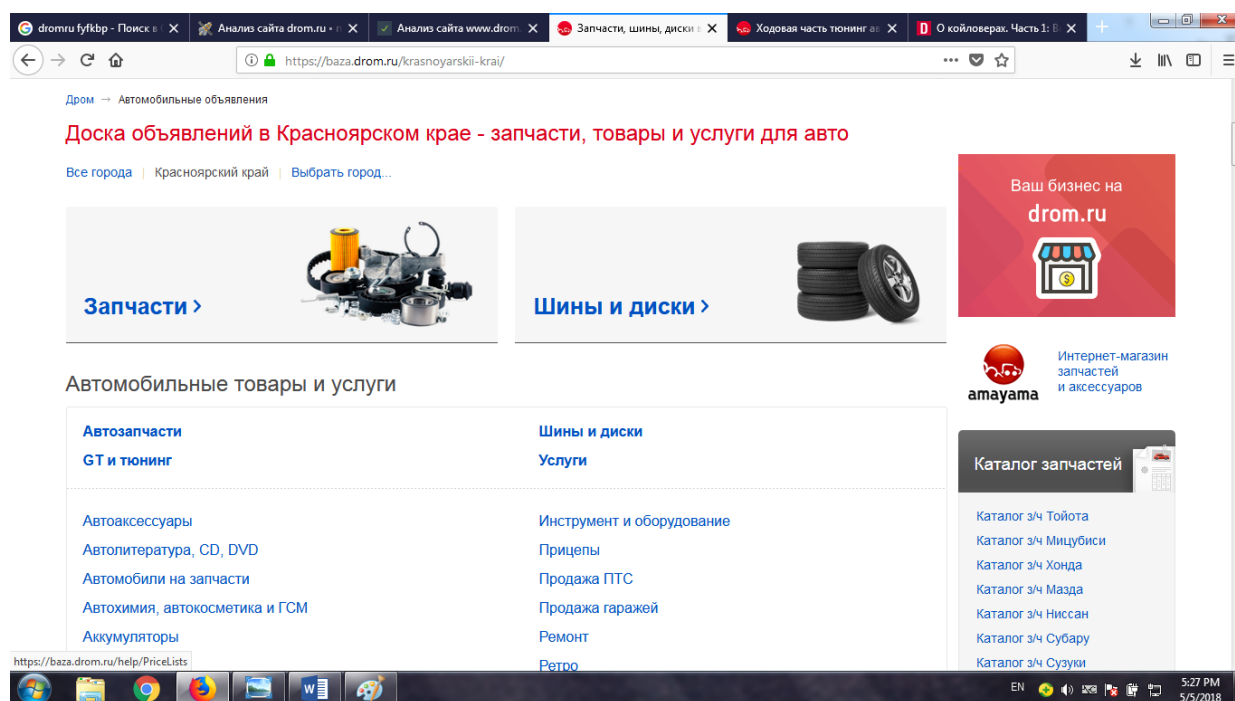 dromru fyfkbp - Поиск в
Анализ сайта drom.ru •
Анализ сайта www.drom.
Запчасти, шины, диски
Ходовая часть тюнинг ав
О койловерах. Часть 1:
https://baza.drom.ru/krasnoyarskii-krai/
Дром → Автомобильные объявления
Доска объявлений в Красноярском крае - запчасти, товары и услуги для авто
Все города | Красноярский край | Выбрать город...
Запчасти >
Шины и диски >
Ваш бизнес на
drom.ru
amayama
Интернет-магазин
запчастей
и аксессуаров
Автомобильные товары и услуги
Автозапчасти
Шины и диски
GT и тюнинг
Услуги
Автоаксессуары
Инструмент и оборудование
Автолитература, CD, DVD
Прицепы
Автомобили на запчасти
Продажа ПТС
Автохимия, автокосметика и ГСМ
Продажа гаражей
Аккумуляторы
Ремонт
Ретро
Каталог запчастей
Каталог з/ч Тойота
Каталог з/ч Мицубиси
Каталог з/ч Хонда
Каталог з/ч Мазда
Каталог з/ч Ниссан
Каталог з/ч Субару
Каталог з/ч Сузуки
https://baza.drom.ru/help/PriceLists
EN
5:27 PM
5/5/2018